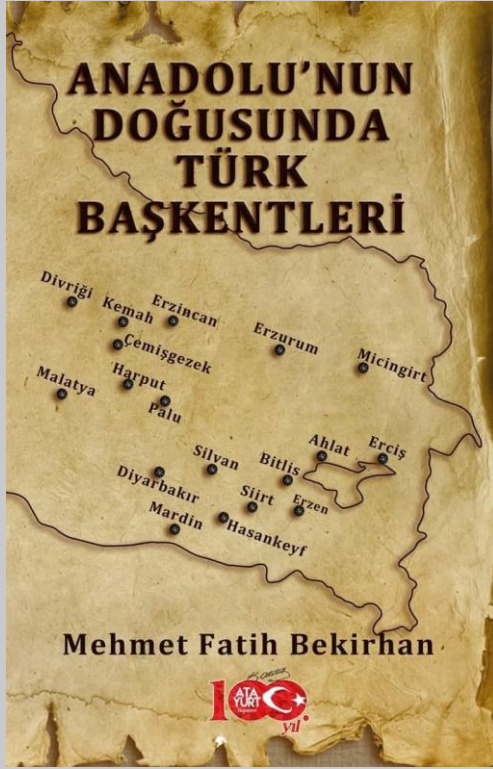 ANADOLU’NUN
DOĞUSUNDA
TÜRK
BAŞKENTLERİ
Divriği
Kemah
Erzincan
Çemişgezek
Erzurum
Micingirt
Malatya
Harput
Palu
Ahlat
Erciş
Silvan
Bitlis
Diyarbakır
Siirt
Erzen
Mardin
Hasankeyf
Mehmet Fatih Bekirhan
ATA
YURT
100
yıl.